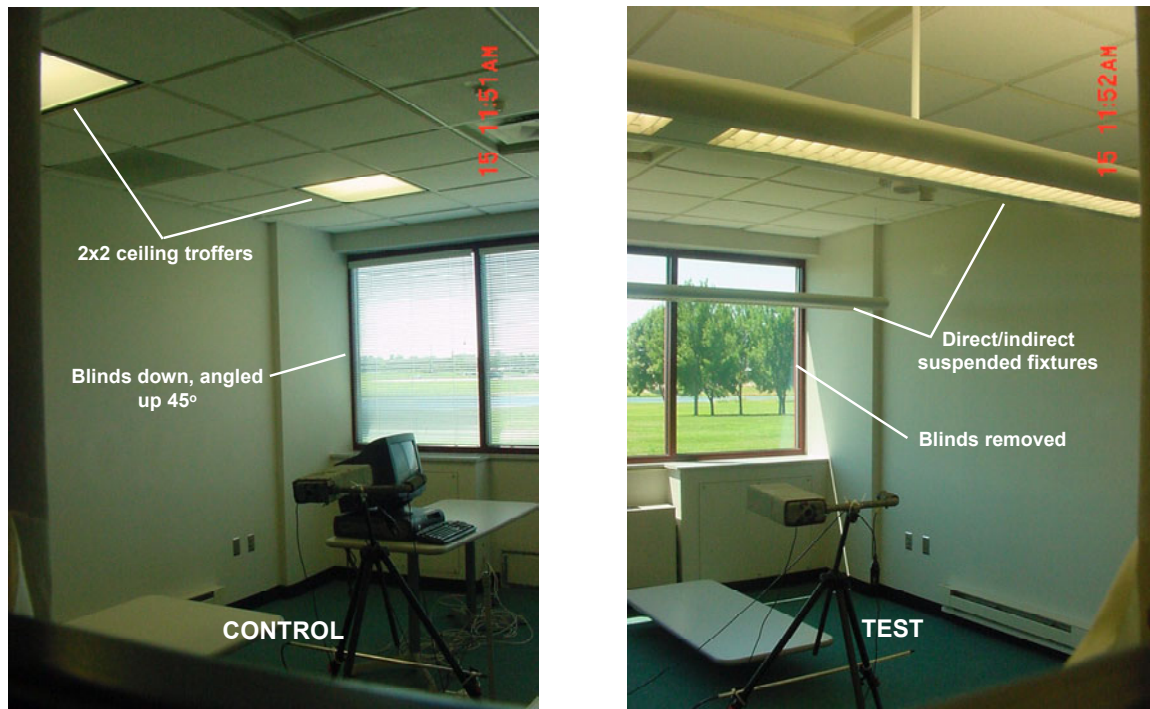 15 11:51AM
2x2 ceiling troffers
Blinds down, angled
up 45º
CONTROL
15 11:52AM
Direct/indirect
suspended fixtures
Blinds removed
TEST